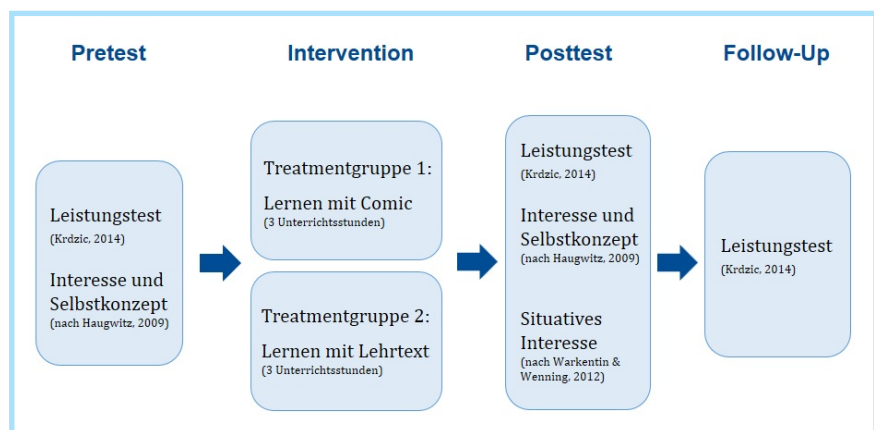 Pretest
Intervention
Posttest
Follow-Up
Leistungstest
(Krdzic, 2014)
Interesse und
Selbstkonzept
(nach Haugwitz, 2009)
Treatmentgruppe 1:
Lernen mit Comic
(3 Unterrichtsstunden)
Treatmentgruppe 2:
Lernen mit Lehrtext
(3 Unterrichtsstunden)
Leistungstest
(Krdzic, 2014)
Interesse und
Selbstkonzept
(nach Haugwitz, 2009)
Situatives
Interesse
(nach Warkentin &
Wenning, 2012)
Leistungstest
(Krdzic, 2014)